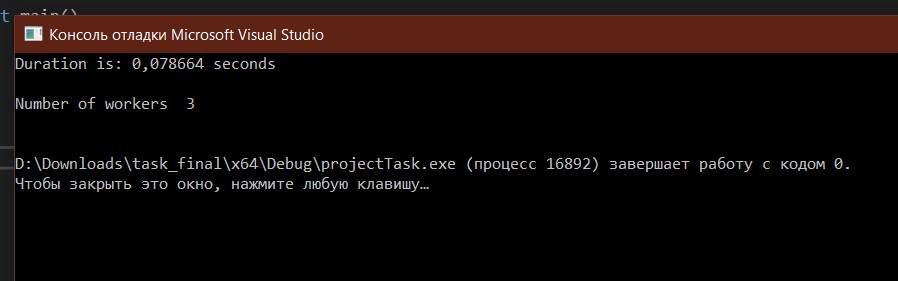 t main()
Консоль отладки Microsoft Visual Studio
Duration is: 0,078664 seconds
Number of workers  3
D:\Downloads\task_final\x64\Debug\projectTask.exe (процесс 16892) завершает работу с кодом 0.
Чтобы закрыть это окно, нажмите любую клавишу…